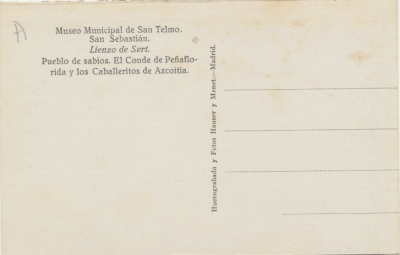 Museo Municipal de San Telmo.
San Sebastián.
Lienzo de Sert.
Pueblo de sabios. El Conde de Peñaflo-
rida y los Caballeritos de Azcoitia.
Huecograbado y Fotos Hauser y Menet.—Madrid.